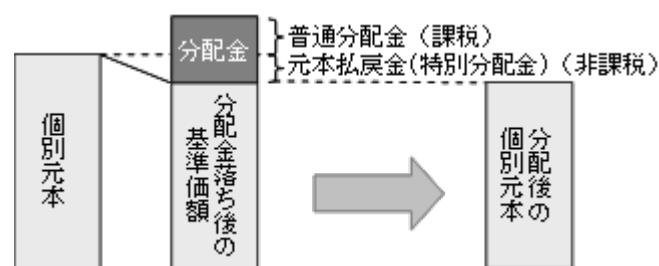 分配金
普通分配金（課税）
元本払戻金(特別分配金)（非課税）
個別元本
分配金落ち後の
基準価額
分配後の
個別元本